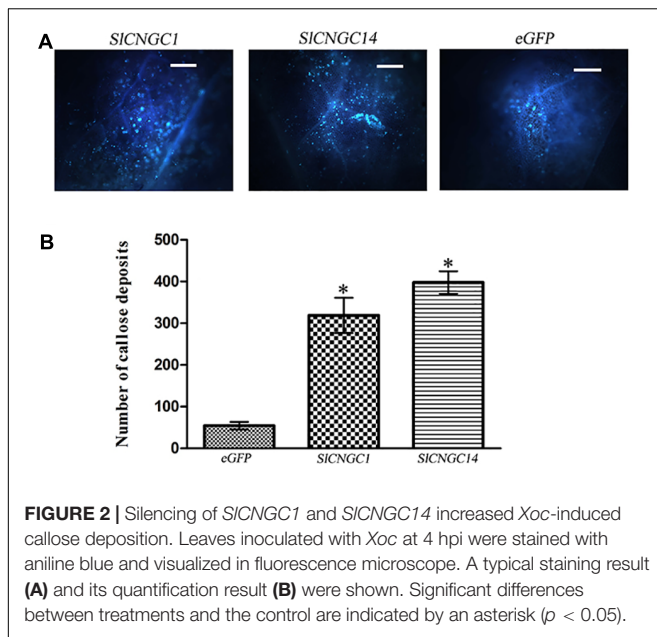 A
SlCNGC1 SlCNGC14 eGFP
B
Number of callose deposits
500
400
300
200
100
0
* *
eGFP SlCNGC1 SlCNGC14
FIGURE 2 | Silencing of SlCNGC1 and SlCNGC14 increased Xoc-induced
callose deposition. Leaves inoculated with Xoc at 4 hpi were stained with
aniline blue and visualized in fluorescence microscope. A typical staining result
(A) and its quantification result (B) were shown. Significant differences
between treatments and the control are indicated by an asterisk (p < 0.05).